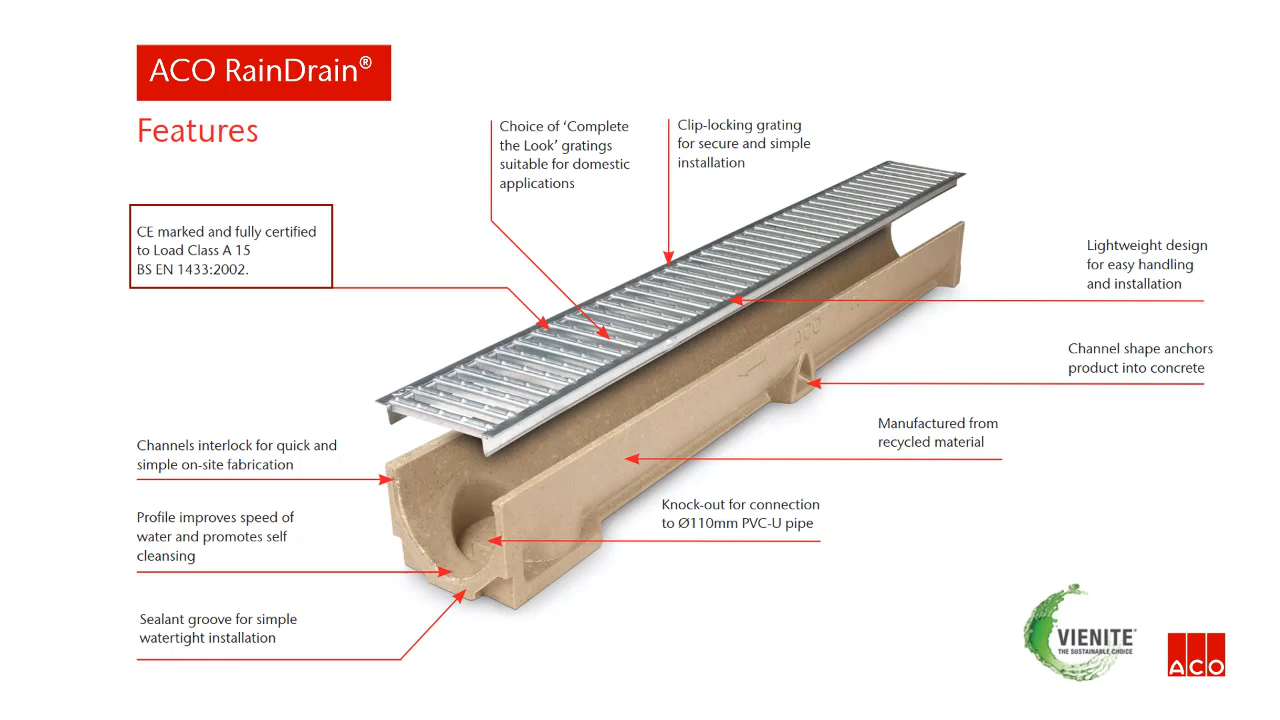 ACO RainDrain®
Features
Choice of ‘Complete
the Look’ gratings
suitable for domestic
applications
Clip-locking grating
for secure and simple
installation
CE marked and fully certified
to Load Class A 15
BS EN 1433:2002.
Lightweight design
for easy handling
and installation
Channel shape anchors
product into concrete
Manufactured from
recycled material
Channels interlock for quick and
simple on-site fabrication
Knock-out for connection
to Ø110mm PVC-U pipe
Profile improves speed of
water and promotes self
cleansing
Sealant groove for simple
watertight installation
ACO
VIENITE®
THE SUSTAINABLE CHOICE
ACO